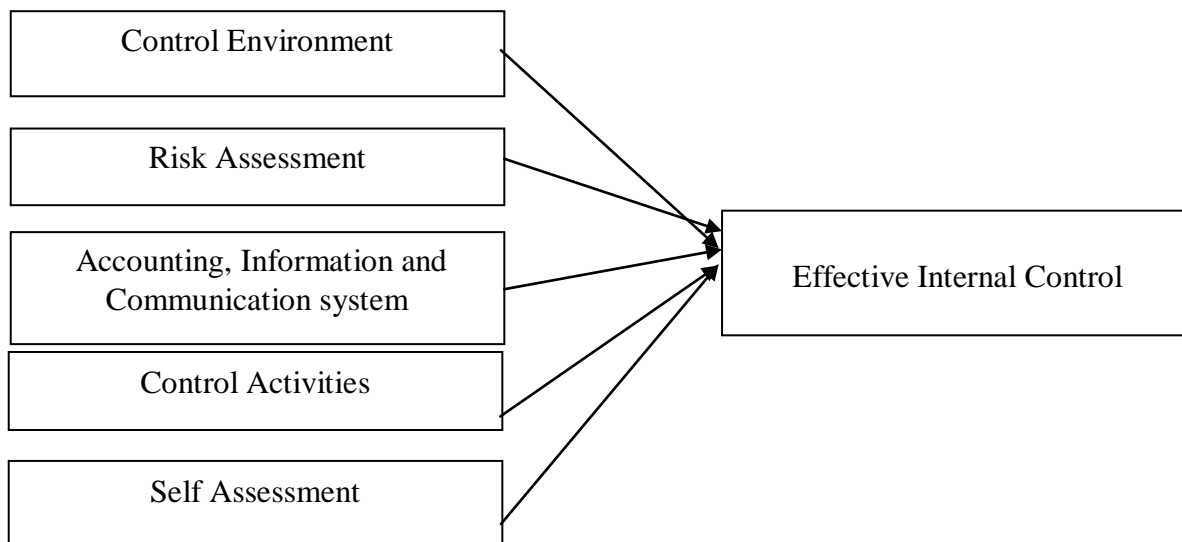 Control Environment
Risk Assessment
Accounting, Information and
Communication system
Control Activities
Self Assessment
Effective Internal Control